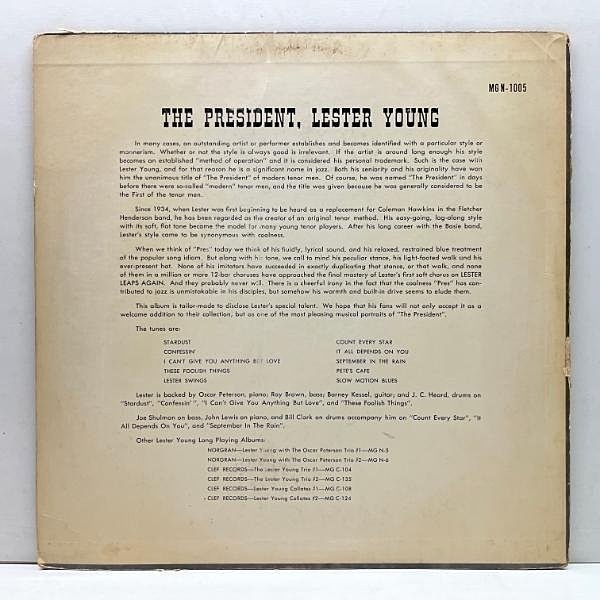 MG N-1005
THE PRESIDENT, LESTER YOUNG
In many cases, an outstanding artist or performer establishes and becomes identified with a particular style or
mannerism. Whether or not the style is always good is irrelevant. If the artist is around long enough his style
becomes an established "method of operation" and it is considered his personal trademark. Such is the case with
Lester Young, and for that reason he is a significant name in jazz. Both his seniority and his originality have won
him the unanimous title of "The President" of modern tenor men. Of course, he was named "The President" in days
before there were so-called "modern" tenor men, and the title was given because he was generally considered to be
the First of the tenor men.
Since 1934, when Lester was first beginning to be heard as a replacement for Coleman Hawkins in the Fletcher
Henderson band, he has been regarded as the creator of an original tenor method. His easy-going, lag-along style
with its soft, flat tone became the model for many young tenor players. After his long career with the Basie band,
Lester's style came to be synonymous with coolness.
When we think of "Pres" today we think of his fluidly, lyrical sound, and his relaxed, restrained blue treatment
of the popular song idiom. But along with his tone, we call to mind his peculiar stance, his light-footed walk and his
ever-present hat. None of his imitators have succeeded in exactly duplicating that stance, or that walk, and none
of them in a million or more 12-bar choruses have approached the final mastery of Lester's first soft chorus on LESTER
LEAPS AGAIN. And they probably never will. There is a cheerful irony in the fact that the coolness "Pres" has con-
tributed to jazz is unmistakable in his disciples, but somehow his warmth and built-in drive seems to elude them.
This album is tailor-made to disclose Lester's special talent. We hope that his fans will not only accept it as a
welcome addition to their collection, but as one of the most pleasing musical portraits of "The President".
The tunes are:
STARDUST
CONFESSIN'
I CAN'T GIVE YOU ANYTHING BUT LOVE
THESE FOOLISH THINGS
LESTER SWINGS
COUNT EVERY STAR
IT ALL DEPENDS ON YOU
SEPTEMBER IN THE RAIN
PETE'S CAFE
SLOW MOTION BLUES
Lester is backed by Oscar Peterson, piano; Ray Brown, bass; Barney Kessel, guitar; and J. C. Heard, drums on
"Stardust", "Confessin'", "I Can't Give You Anything But Love", and "These Foolish Things".
Joe Shulman on bass, John Lewis on piano, and Bill Clark on drums accompany him on "Count Every Star", "It
All Depends On You", and "September In The Rain".
Other Lester Young Long Playing Albums:
NORGRAN—Lester Young with The Oscar Peterson Trio #1—MG N-5
NORGRAN—Lester Young with The Oscar Peterson Trio #2—MG N-6
CLEF RECORDS—The Lester Young Trio #1—MG C-104
CLEF RECORDS—The Lester Young Trio #2—MG C-135
CLEF RECORDS—Lester Young Collates #1—MG C-108
CLEF RECORDS—Lester Young Collates #2—MG C-124